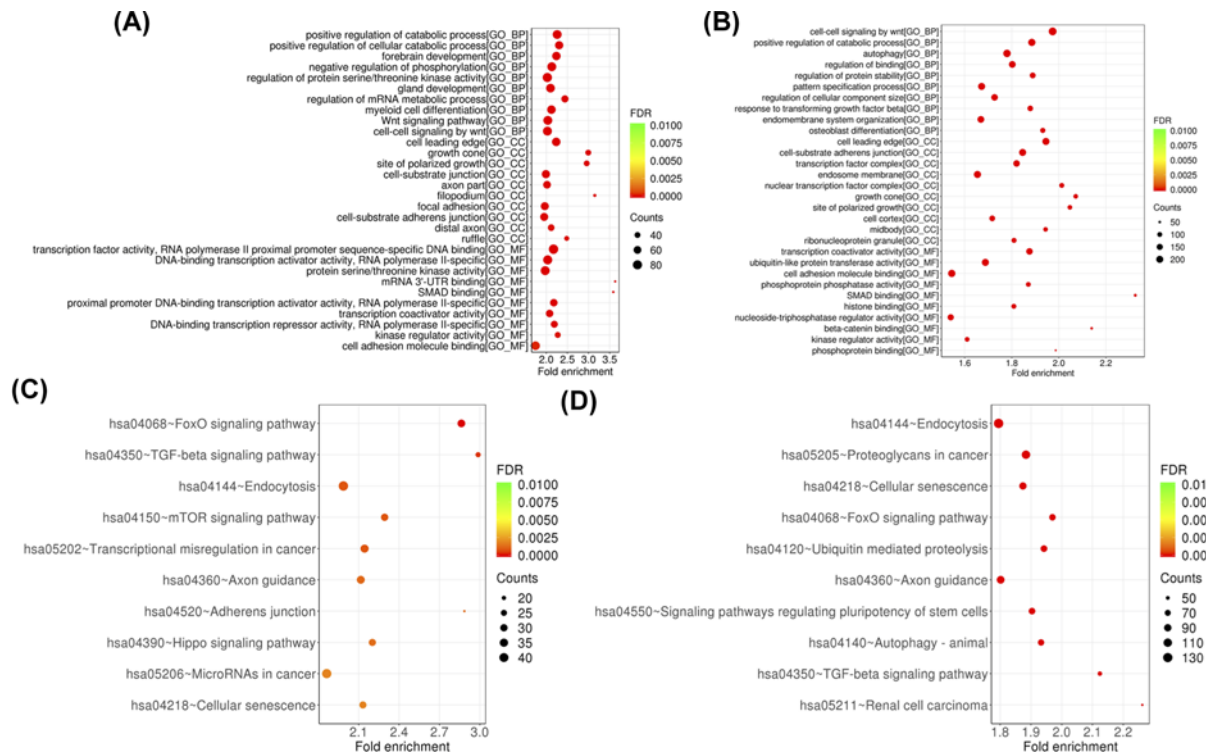 (A)
positive regulation of catabolic process[GO_BP]
positive regulation of cellular catabolic process[GO_BP]
forebrain development[GO_BP]
negative regulation of phosphorylation[GO_BP]
regulation of protein serine/threonine kinase activity[GO_BP]
gland development[GO_BP]
regulation of mRNA metabolic process[GO_BP]
myeloid cell differentiation[GO_BP]
Wnt signaling pathway[GO_BP]
cell-cell signaling by wnt[GO_BP]
cell leading edge[GO_CC]
growth cone[GO_CC]
site of polarized growth[GO_CC]
cell-substrate junction[GO_CC]
axon part[GO_CC]
filopodium[GO_CC]
focal adhesion[GO_CC]
cell-substrate adherens junction[GO_CC]
distal axon[GO_CC]
ruffle[GO_CC]
transcription factor activity, RNA polymerase II proximal promoter sequence-specific DNA binding[GO_MF]
DNA-binding transcription activator activity, RNA polymerase II-specific[GO_MF]
protein serine/threonine kinase activity[GO_MF]
mRNA 3'-UTR binding[GO_MF]
SMAD binding[GO_MF]
proximal promoter DNA-binding transcription activator activity, RNA polymerase II-specific[GO_MF]
transcription coactivator activity[GO_MF]
DNA-binding transcription repressor activity, RNA polymerase II-specific[GO_MF]
kinase regulator activity[GO_MF]
cell adhesion molecule binding[GO_MF]
2.0 2.4 2.8 3.2 3.6
Fold enrichment
FDR
0.0100
0.0075
0.0050
0.0025
0.0000
Counts
40
60
80
(B)
cell-cell signaling by wnt[GO_BP]
positive regulation of catabolic process[GO_BP]
autophagy[GO_BP]
regulation of binding[GO_BP]
regulation of protein stability[GO_BP]
pattern specification process[GO_BP]
regulation of cellular component size[GO_BP]
response to transforming growth factor beta[GO_BP]
endomembrane system organization[GO_BP]
osteoblast differentiation[GO_BP]
cell leading edge[GO_CC]
cell-substrate adherens junction[GO_CC]
transcription factor complex[GO_CC]
endosome membrane[GO_CC]
nuclear transcription factor complex[GO_CC]
growth cone[GO_CC]
site of polarized growth[GO_CC]
cell cortex[GO_CC]
midbody[GO_CC]
ribonucleoprotein granule[GO_CC]
transcription coactivator activity[GO_MF]
ubiquitin-like protein transferase activity[GO_MF]
cell adhesion molecule binding[GO_MF]
phosphoprotein phosphatase activity[GO_MF]
SMAD binding[GO_MF]
histone binding[GO_MF]
nucleoside-triphosphatase regulator activity[GO_MF]
beta-catenin binding[GO_MF]
kinase regulator activity[GO_MF]
phosphoprotein binding[GO_MF]
1.6 1.8 2.0 2.2
Fold enrichment
FDR
0.0100
0.0075
0.0050
0.0025
0.0000
Counts
50
100
150
200
(C)
hsa04068~FoxO signaling pathway
hsa04350~TGF-beta signaling pathway
hsa04144~Endocytosis
hsa04150~mTOR signaling pathway
hsa05202~Transcriptional misregulation in cancer
hsa04360~Axon guidance
hsa04520~Adherens junction
hsa04390~Hippo signaling pathway
hsa05206~MicroRNAs in cancer
hsa04218~Cellular senescence
2.1 2.4 2.7 3.0
Fold enrichment
FDR
0.0100
0.0075
0.0050
0.0025
0.0000
Counts
20
25
30
35
40
(D)
hsa04144~Endocytosis
hsa05205~Proteoglycans in cancer
hsa04218~Cellular senescence
hsa04068~FoxO signaling pathway
hsa04120~Ubiquitin mediated proteolysis
hsa04360~Axon guidance
hsa04550~Signaling pathways regulating pluripotency of stem cells
hsa04140~Autophagy - animal
hsa04350~TGF-beta signaling pathway
hsa05211~Renal cell carcinoma
1.8 1.9 2.0 2.1 2.2
Fold enrichment
FDR
0.01
0.00
0.00
0.00
0.00
Counts
50
70
90
110
130